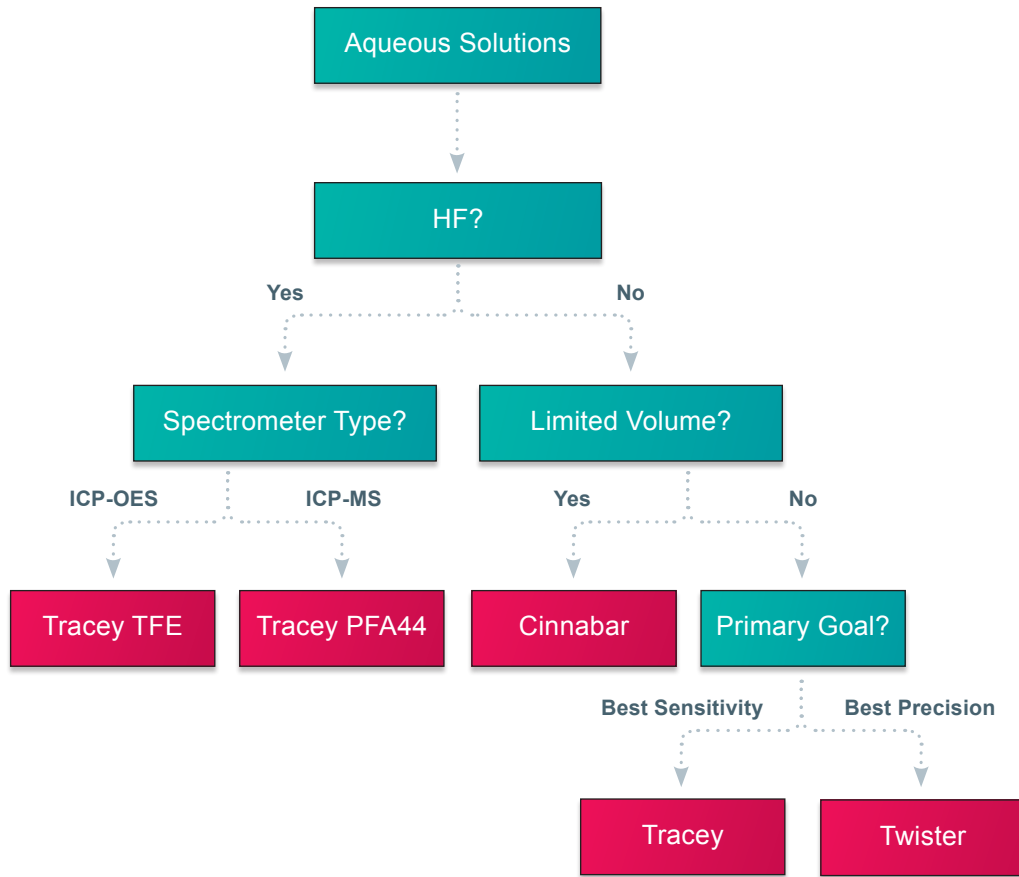 Aqueous Solutions
HF?
Yes
No
Spectrometer Type?
Limited Volume?
ICP-OES
ICP-MS
Yes
No
Tracey TFE
Tracey PFA44
Cinnabar
Primary Goal?
Best Sensitivity
Best Precision
Tracey
Twister